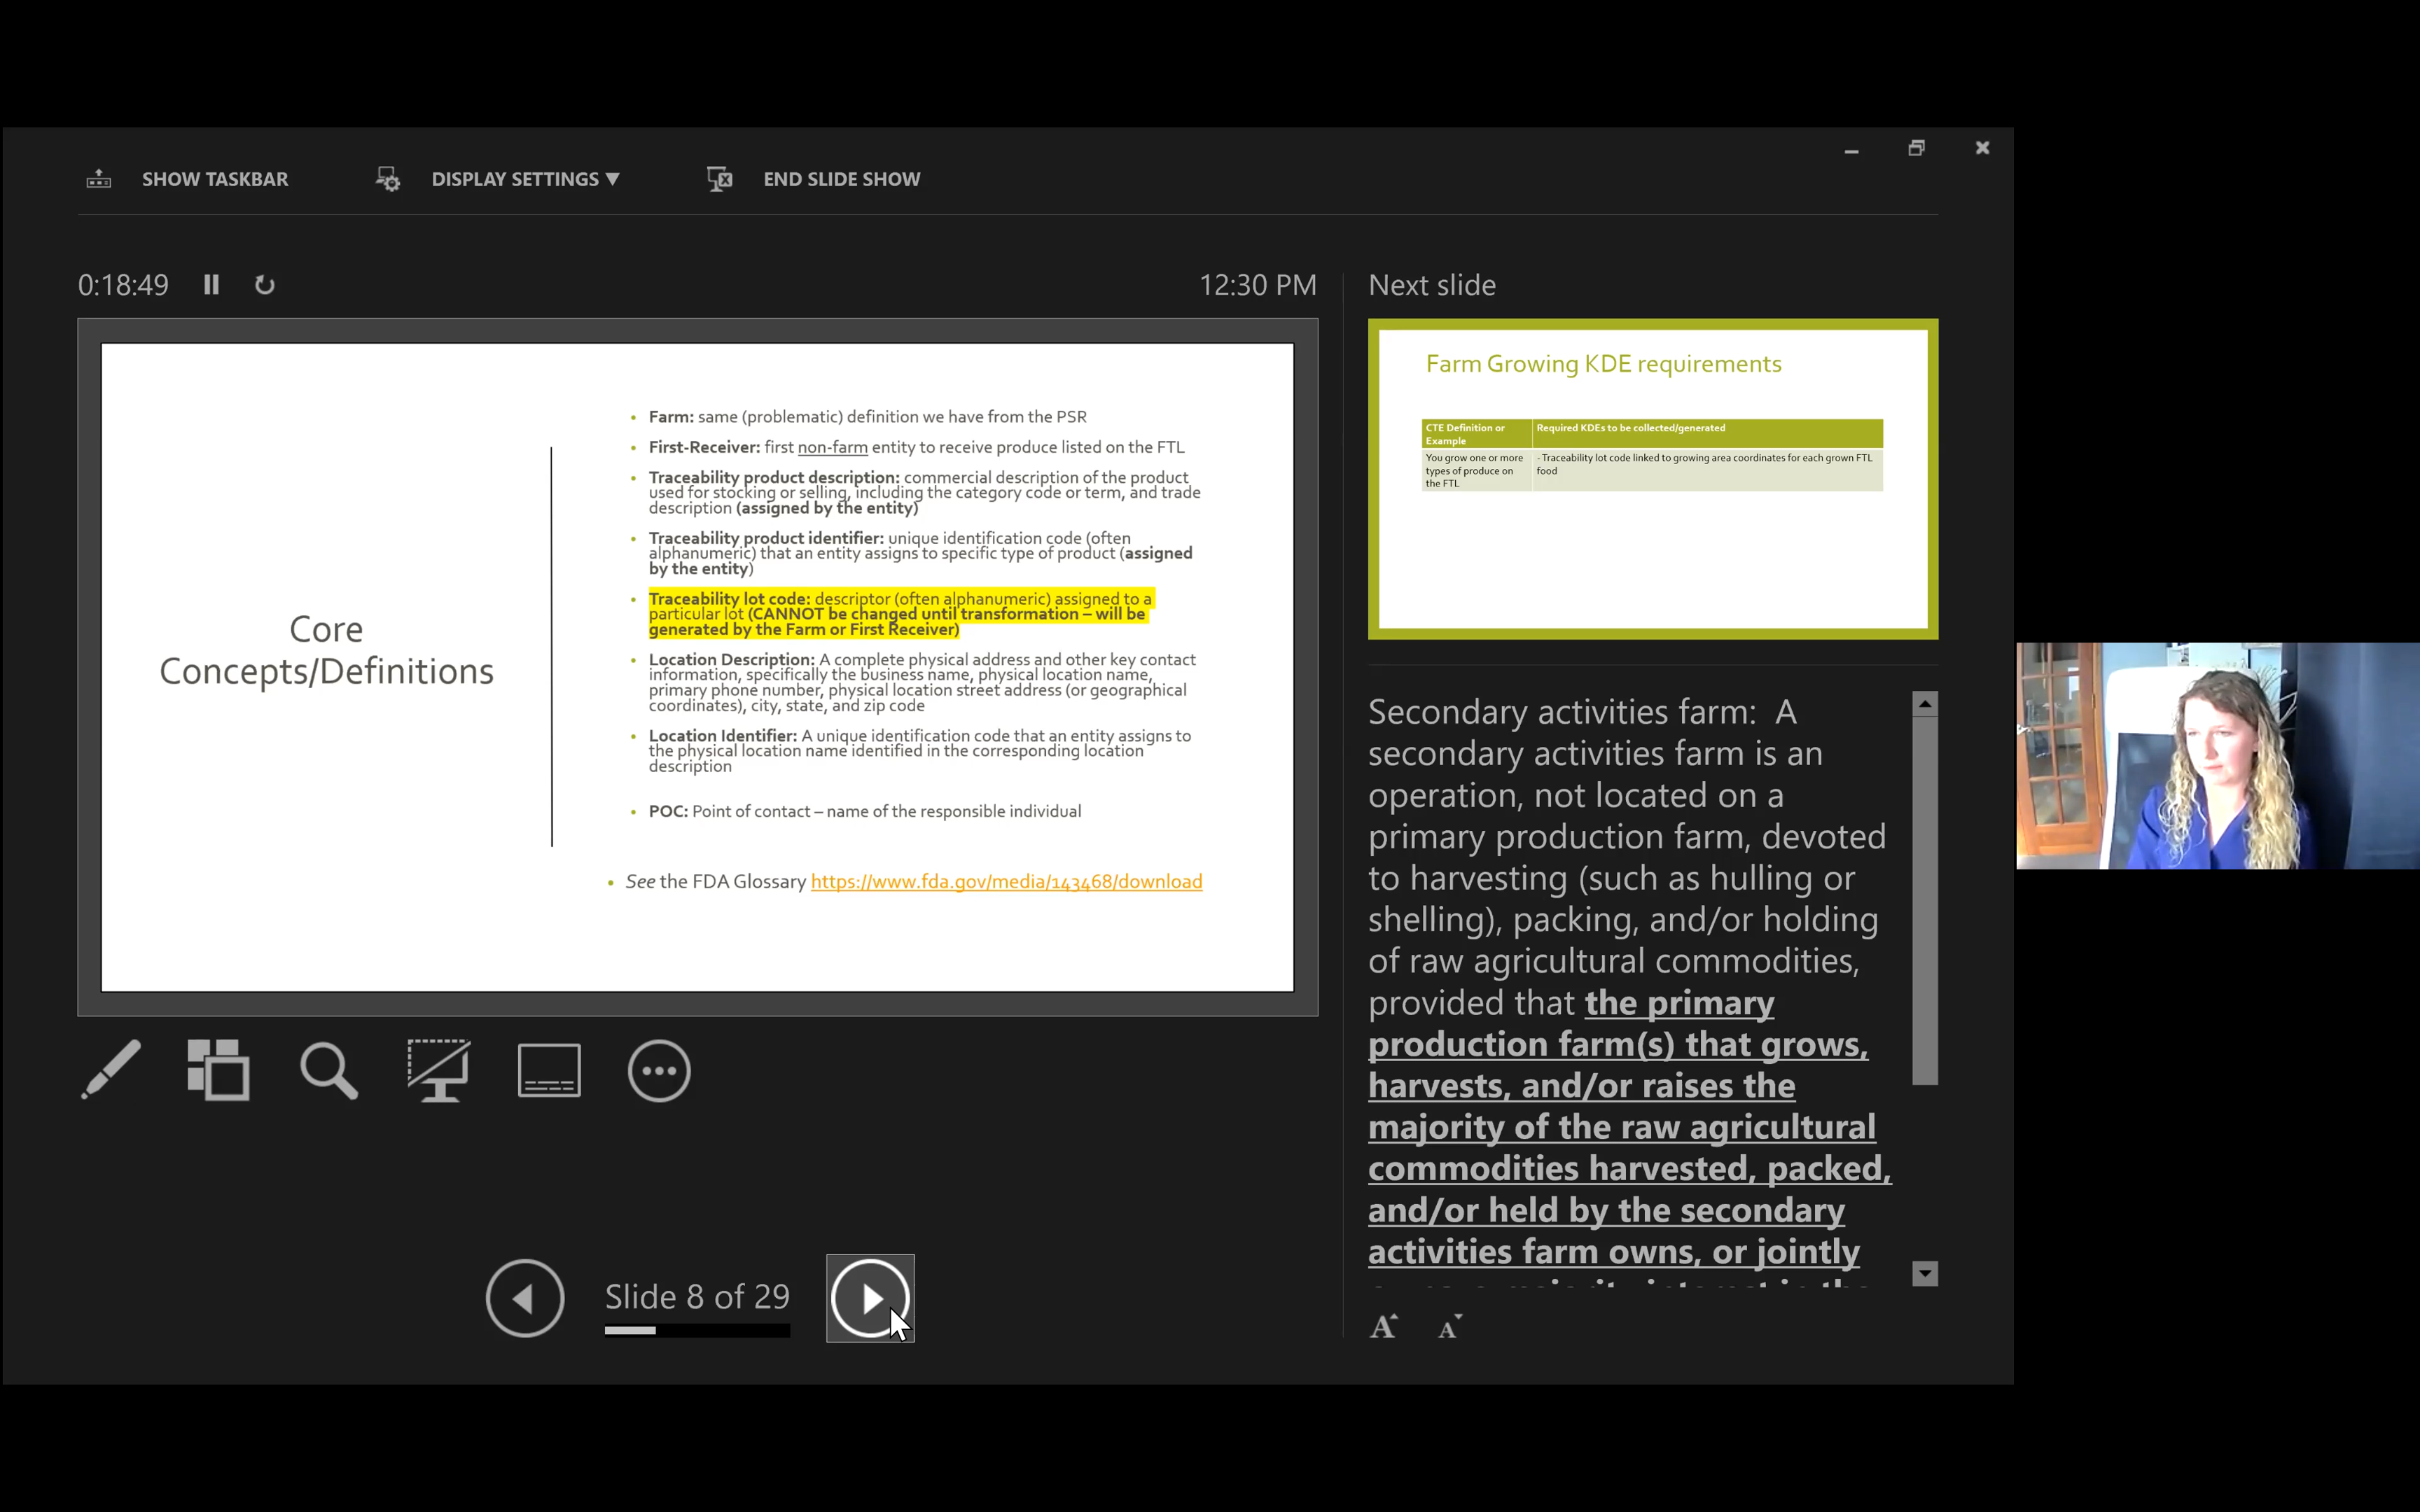 SHOW TASKBAR
DISPLAY SETTINGS ▼
END SLIDE SHOW
0:18:49
12:30 PM
Core
Concepts/Definitions
• Farm: same (problematic) definition we have from the PSR
• First-Receiver: first non-farm entity to receive produce listed on the FTL
• Traceability product description: commercial description of the product
used for stocking or selling, including the category code or term, and trade
description (assigned by the entity)
• Traceability product identifier: unique identification code (often
alphanumeric) that an entity assigns to specific type of product (assigned
by the entity)
• Traceability lot code: descriptor (often alphanumeric) assigned to a
particular lot (CANNOT be changed until transformation – will be
generated by the Farm or First Receiver)
• Location Description: A complete physical address and other key contact
information, specifically the business name, physical location name,
primary phone number, physical location street address (or geographical
coordinates), city, state, and zip code
• Location Identifier: A unique identification code that an entity assigns to
the physical location name identified in the corresponding location
description
• POC: Point of contact – name of the responsible individual
• See the FDA Glossary https://www.fda.gov/media/143468/download
Slide 8 of 29
Next slide
Farm Growing KDE requirements
CTE Definition or
Example
Required KDEs to be collected/generated
You grow one or more
types of produce on
the FTL
- Traceability lot code linked to growing area coordinates for each grown FTL
food
Secondary activities farm: A
secondary activities farm is an
operation, not located on a
primary production farm, devoted
to harvesting (such as hulling or
shelling), packing, and/or holding
of raw agricultural commodities,
provided that the primary
production farm(s) that grows,
harvests, and/or raises the
majority of the raw agricultural
commodities harvested, packed,
and/or held by the secondary
activities farm owns, or jointly
A A